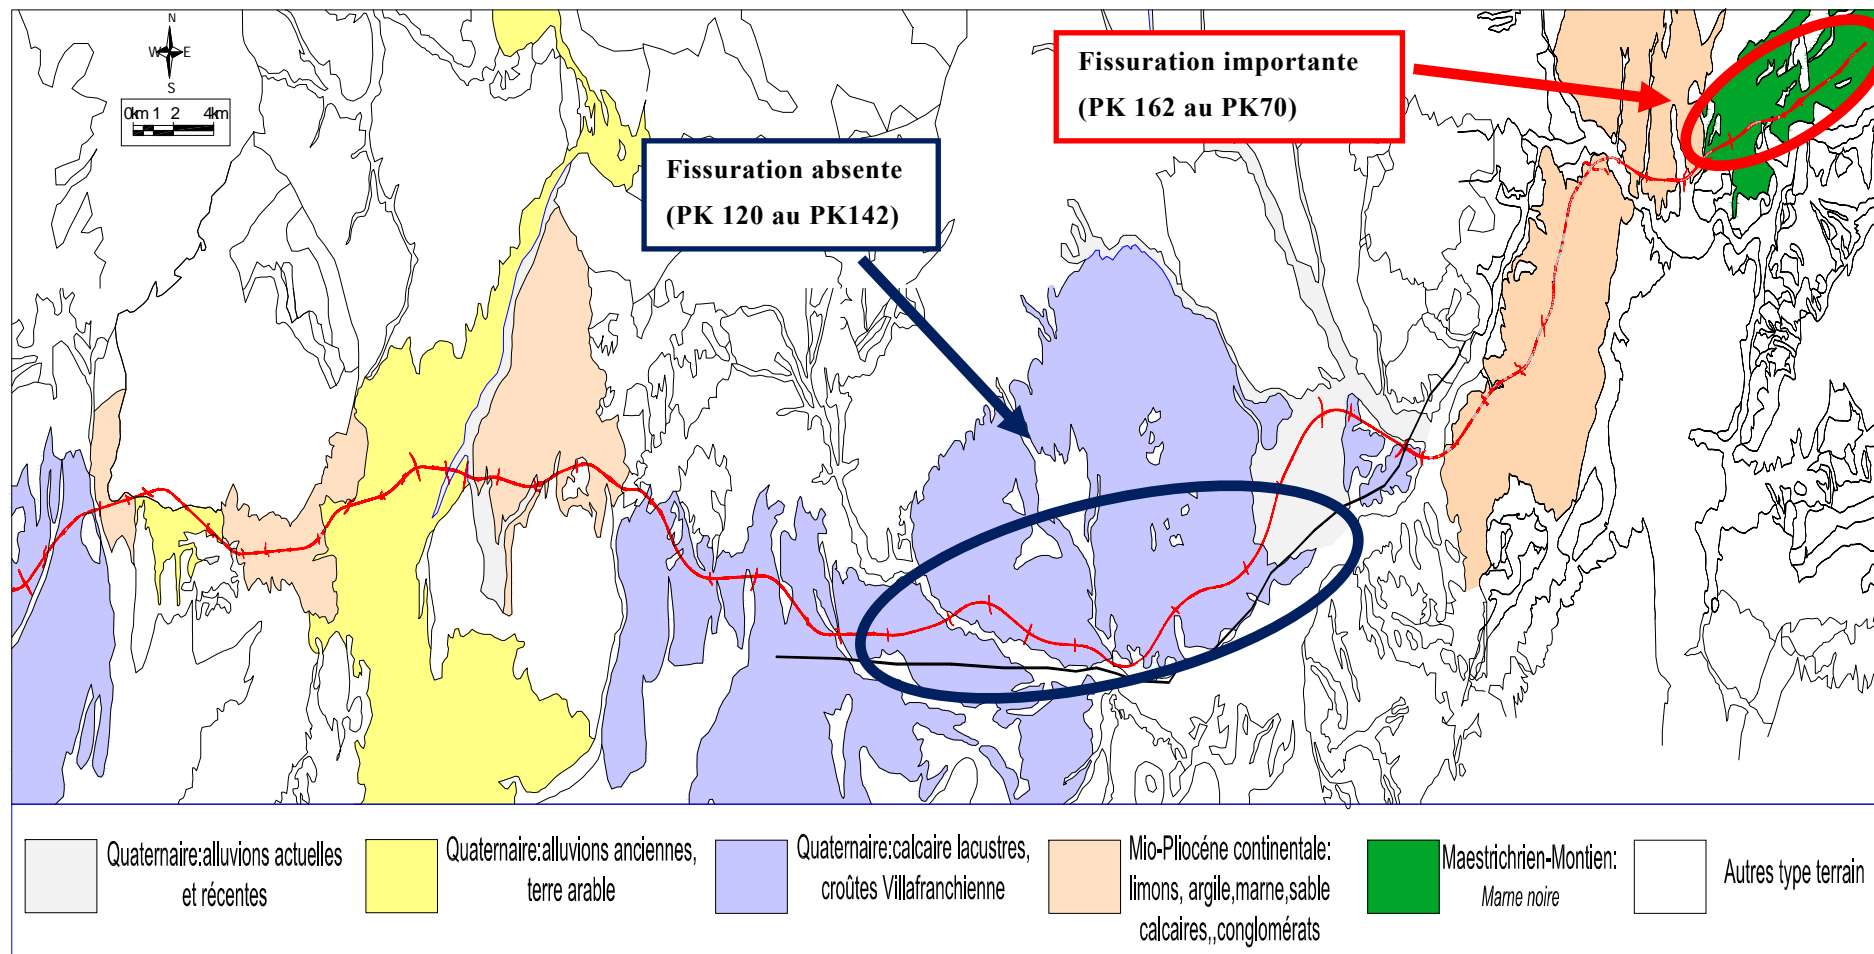 N
W E
S
0km 1 2 4km
Fissuration importante
(PK 162 au PK70)
Fissuration absente
(PK 120 au PK142)
Quaternaire:alluvions actuelles
et récentes
Quaternaire:alluvions anciennes,
terre arable
Quaternaire:calcaire lacustres,
croûtes Villafranchienne
Mio-Pliocéne continentale:
limons, argile,marne,sable
calcaires,,conglomérats
Maestrichrien-Montien:
Marne noire
Autres type terrain